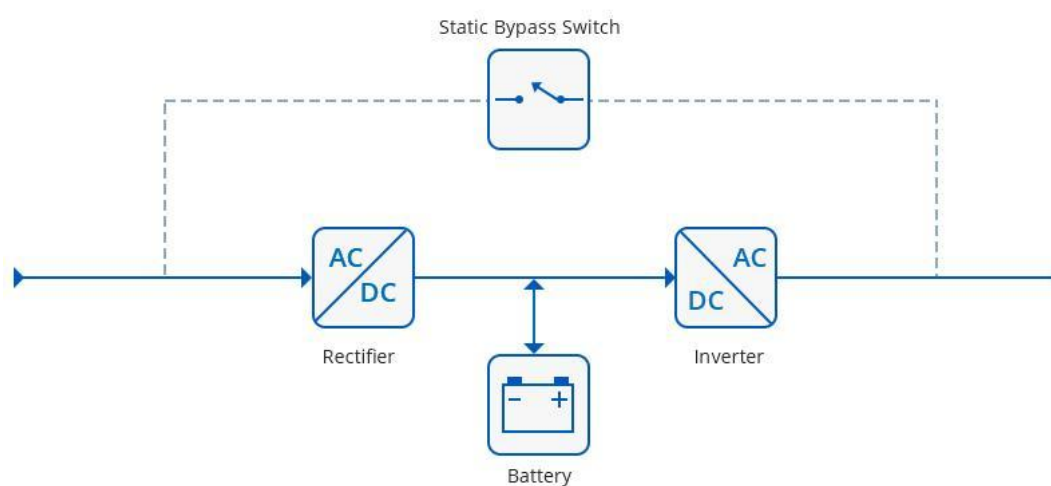 Static Bypass Switch
AC
DC
AC
DC
Rectifier
Inverter
- +
Battery